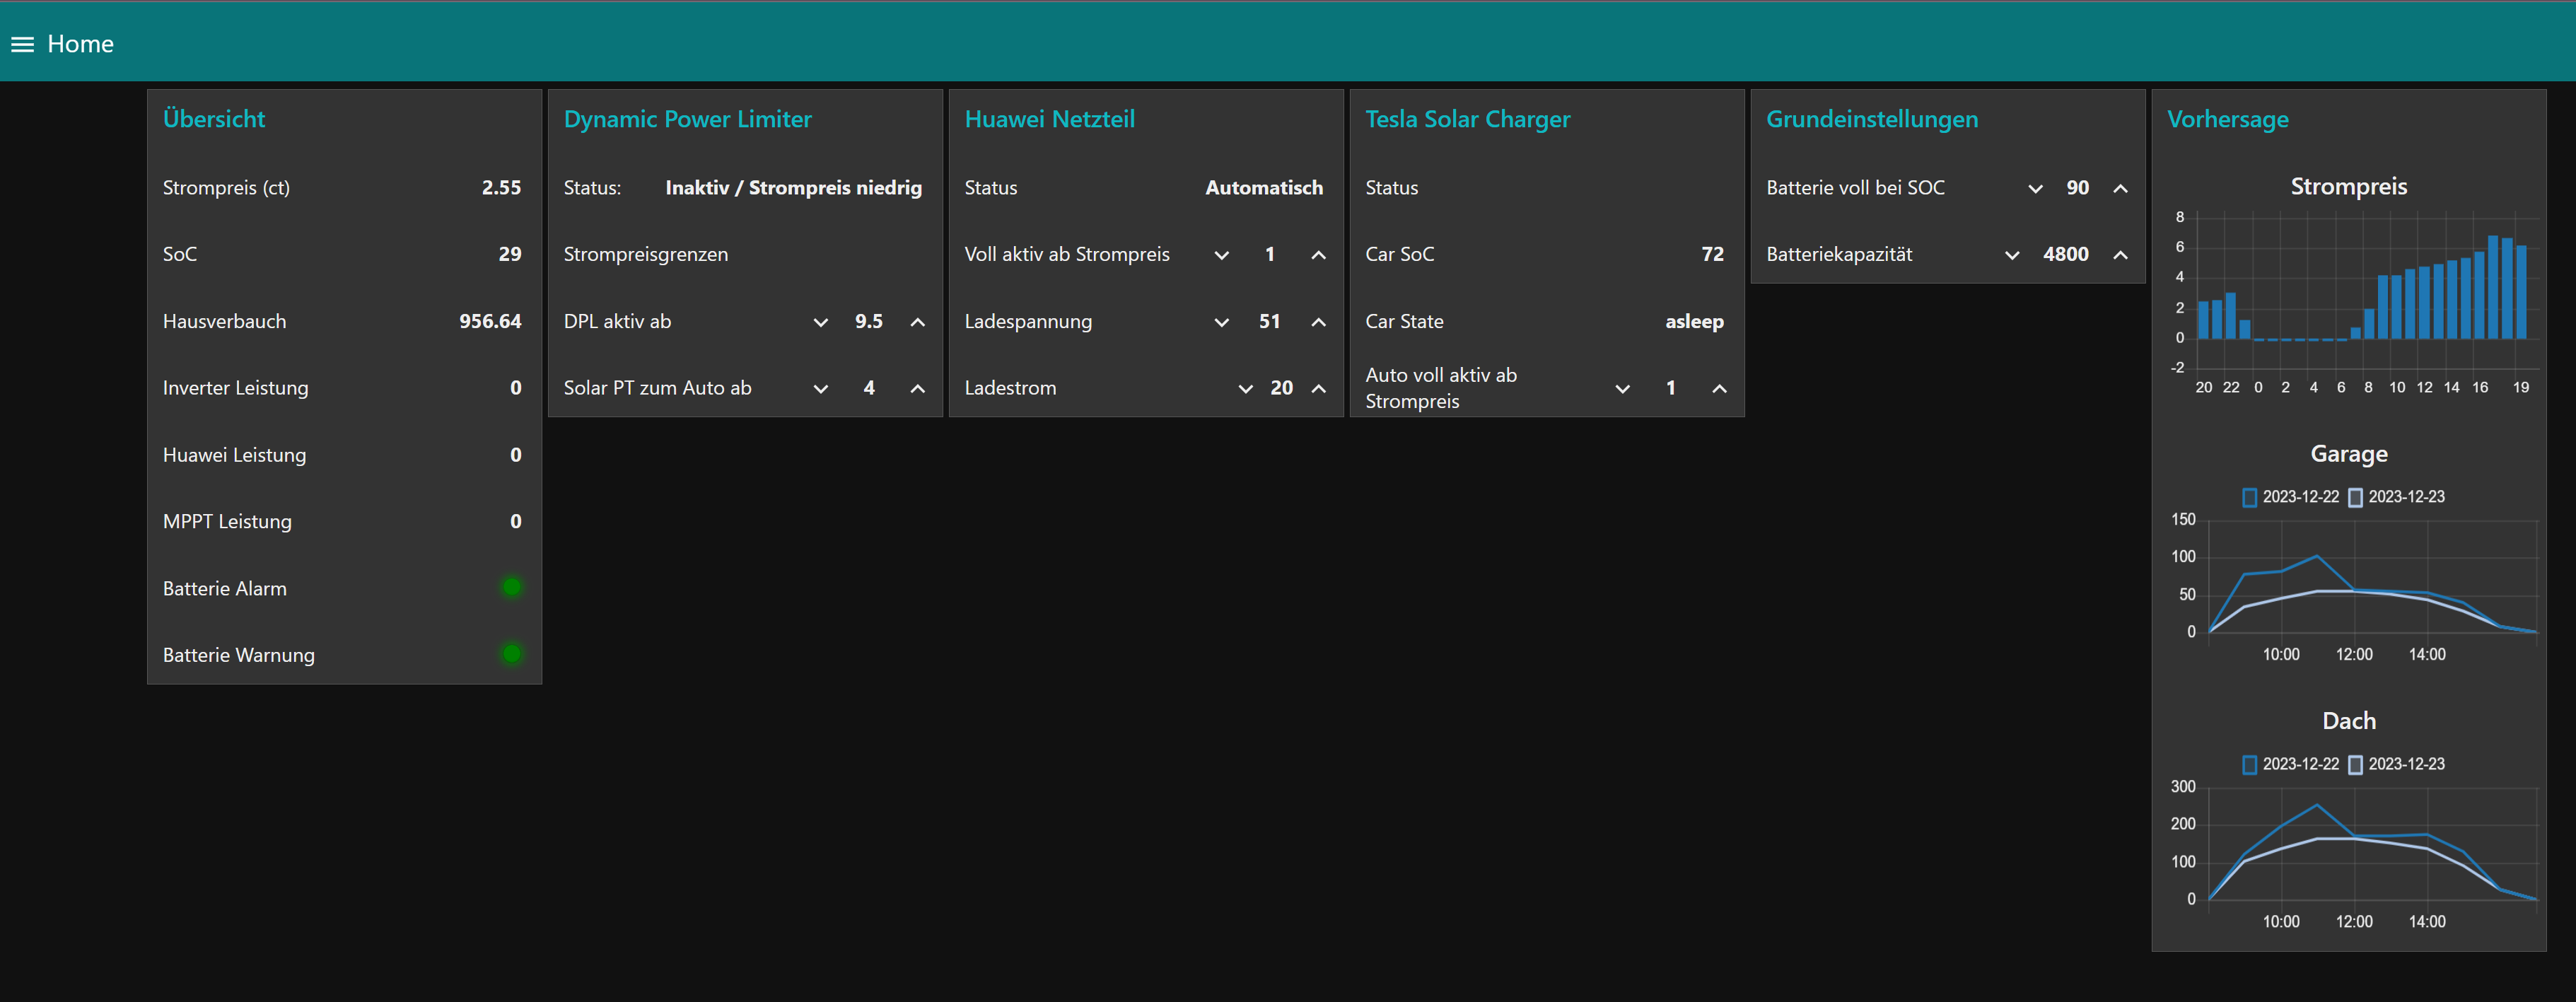 Home
Übersicht
Strompreis (ct) 2.55
SoC 29
Hausverbauch 956.64
Inverter Leistung 0
Huawei Leistung 0
MPPT Leistung 0
Batterie Alarm
Batterie Warnung
Dynamic Power Limiter
Status: Inaktiv / Strompreis niedrig
Strompreisgrenzen
DPL aktiv ab 9.5
Solar PT zum Auto ab 4
Huawei Netzteil
Status Automatisch
Voll aktiv ab Strompreis 1
Ladespannung 51
Ladestrom 20
Tesla Solar Charger
Status
Car SoC 72
Car State asleep
Auto voll aktiv ab
Strompreis 1
Grundeinstellungen
Batterie voll bei SOC 90
Batteriekapazität 4800
Vorhersage
Strompreis
8
6
4
2
0
-2
20 22 0 2 4 6 8 10 12 14 16 19
Garage
2023-12-22 2023-12-23
150
100
50
0
10:00 12:00 14:00
Dach
2023-12-22 2023-12-23
300
200
100
0
10:00 12:00 14:00